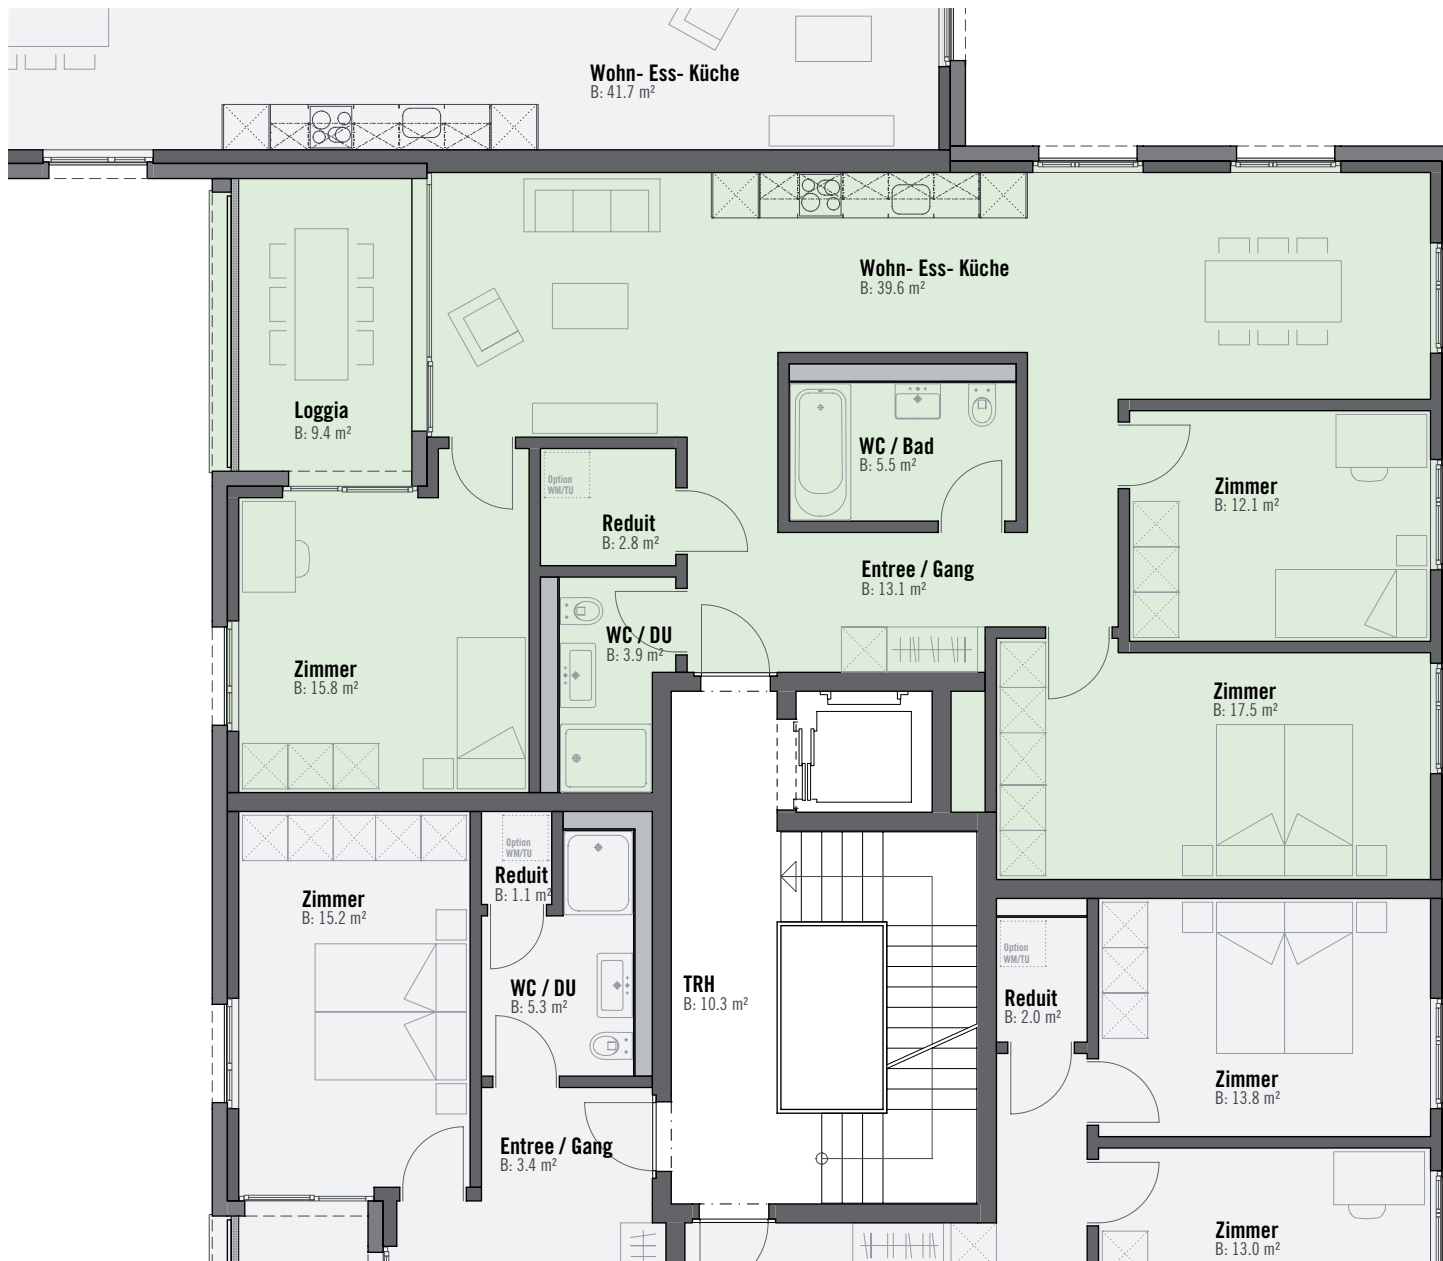 Wohn- Ess- Küche
B: 41.7 m²
Wohn- Ess- Küche
B: 39.6 m²
Loggia
B: 9.4 m²
WC / Bad
B: 5.5 m²
Option
WM/TU
Reduit
B: 2.8 m²
Zimmer
B: 12.1 m²
Entree / Gang
B: 13.1 m²
WC / DU
B: 3.9 m²
Zimmer
B: 15.8 m²
Zimmer
B: 17.5 m²
Option
WM/TU
Reduit
B: 1.1 m²
Zimmer
B: 15.2 m²
WC / DU
B: 5.3 m²
TRH
B: 10.3 m²
Option
WM/TU
Reduit
B: 2.0 m²
Zimmer
B: 13.8 m²
Entree / Gang
B: 3.4 m²
Zimmer
B: 13.0 m²